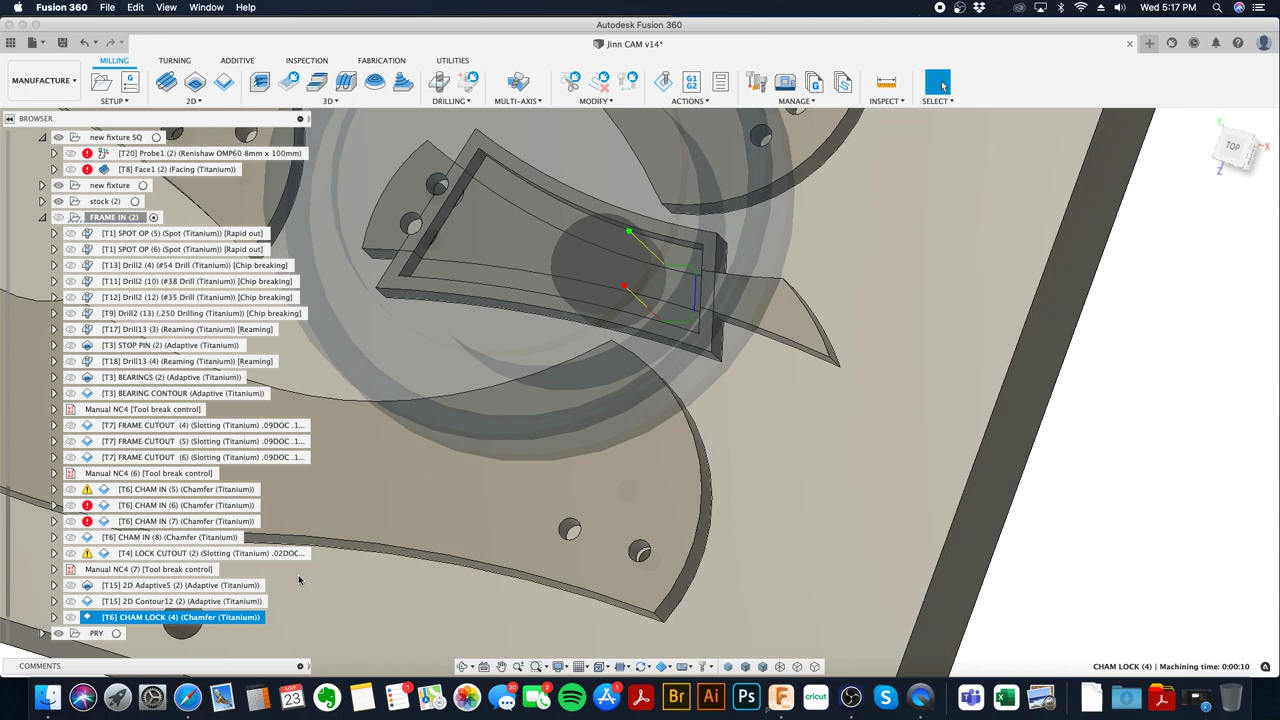 Fusion 360 File Edit View Window Help Wed 5:17 PM
Autodesk Fusion 360
Jinn CAM v14*
MILLING TURNING ADDITIVE INSPECTION FABRICATION UTILITIES
MANUFACTURE
G1
G2
SETUP 2D 3D DRILLING MULTI-AXIS MODIFY ACTIONS MANAGE INSPECT SELECT
BROWSER
new fixture SQ
[T20] Probe1 (2) (Renishaw OMP60 8mm x 100mm)
[T8] Face1 (2) (Facing (Titanium))
new fixture
stock (2)
FRAME IN (2)
[T1] SPOT OP (5) (Spot (Titanium)) [Rapid out]
[T1] SPOT OP (6) (Spot (Titanium)) [Rapid out]
[T13] Drill2 (4) (#54 Drill (Titanium)) [Chip breaking]
[T11] Drill2 (10) (#38 Drill (Titanium)) [Chip breaking]
[T12] Drill2 (12) (#35 Drill (Titanium)) [Chip breaking]
[T9] Drill2 (13) (.250 Drilling (Titanium)) [Chip breaking]
[T17] Drill13 (3) (Reaming (Titanium)) [Reaming]
[T3] STOP PIN (2) (Adaptive (Titanium))
[T18] Drill13 (4) (Reaming (Titanium)) [Reaming]
[T3] BEARINGS (2) (Adaptive (Titanium))
[T3] BEARING CONTOUR (Adaptive (Titanium))
Manual NC4 [Tool break control]
[T7] FRAME CUTOUT (4) (Slotting (Titanium) .09DOC .1...
[T7] FRAME CUTOUT (5) (Slotting (Titanium) .09DOC .1...
[T7] FRAME CUTOUT (6) (Slotting (Titanium) .09DOC .1...
Manual NC4 (6) [Tool break control]
[T6] CHAM IN (5) (Chamfer (Titanium))
[T6] CHAM IN (6) (Chamfer (Titanium))
[T6] CHAM IN (7) (Chamfer (Titanium))
[T6] CHAM IN (8) (Chamfer (Titanium))
[T4] LOCK CUTOUT (2) (Slotting (Titanium) .02DOC...
Manual NC4 (7) [Tool break control]
[T15] 2D Adaptive5 (2) (Adaptive (Titanium))
[T15] 2D Contour12 (2) (Adaptive (Titanium))
[T6] CHAM LOCK (4) (Chamfer (Titanium))
PRY
COMMENTS
Y
TOP
X
Z
CHAM LOCK (4) | Machining time: 0:00:10
MAR
23
1
20
2
1
Br Ai Ps
cricut